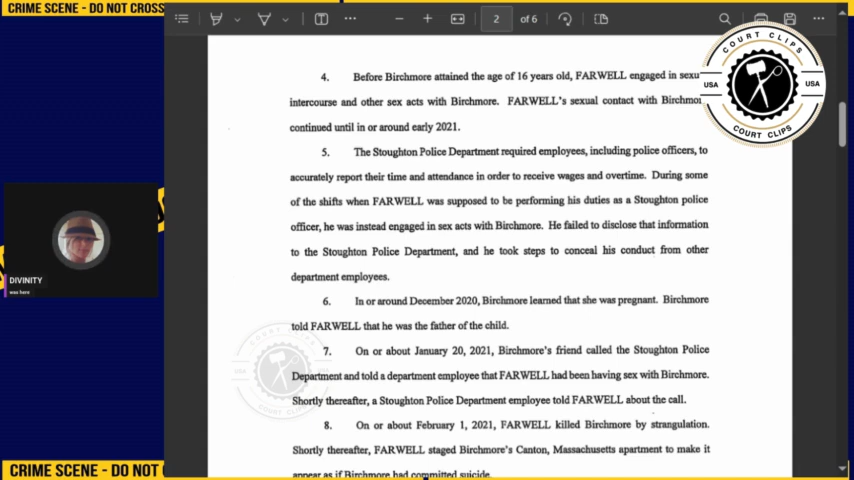 CRIME SCENE - DO NOT CROSS
2 of 6
COURT CLIPS
USA USA
COURT CLIPS
4. Before Birchmore attained the age of 16 years old, FARWELL engaged in
intercourse and other sex acts with Birchmore. FARWELL's sexual contact with
continued until in or around early 2021.
5. The Stoughton Police Department required employees, including police officers, to
accurately report their time and attendance in order to receive wages and overtime. During some
of the shifts when FARWELL was supposed to be performing his duties as a Stoughton police
officer, he was instead engaged in sex acts with Birchmore. He failed to disclose that information
to the Stoughton Police Department, and he took steps to conceal his conduct from other
department employees.
DIVINITY
was here
6. In or around December 2020, Birchmore learned that she was pregnant. Birchmore
told FARWELL that he was the father of the child.
COURT CLIPS
COURT CLIPS
7. On or about January 20, 2021, Birchmore's friend called the Stoughton Police
Department and told a department employee that FARWELL had been having sex with Birchmore.
Shortly thereafter, a Stoughton Police Department employee told FARWELL about the call.
8. On or about February 1, 2021, FARWELL killed Birchmore by strangulation.
Shortly thereafter, FARWELL staged Birchmore's Canton, Massachusetts apartment to make it
appear as if Birchmore had committed suicide.
CRIME SCENE - DO NOT